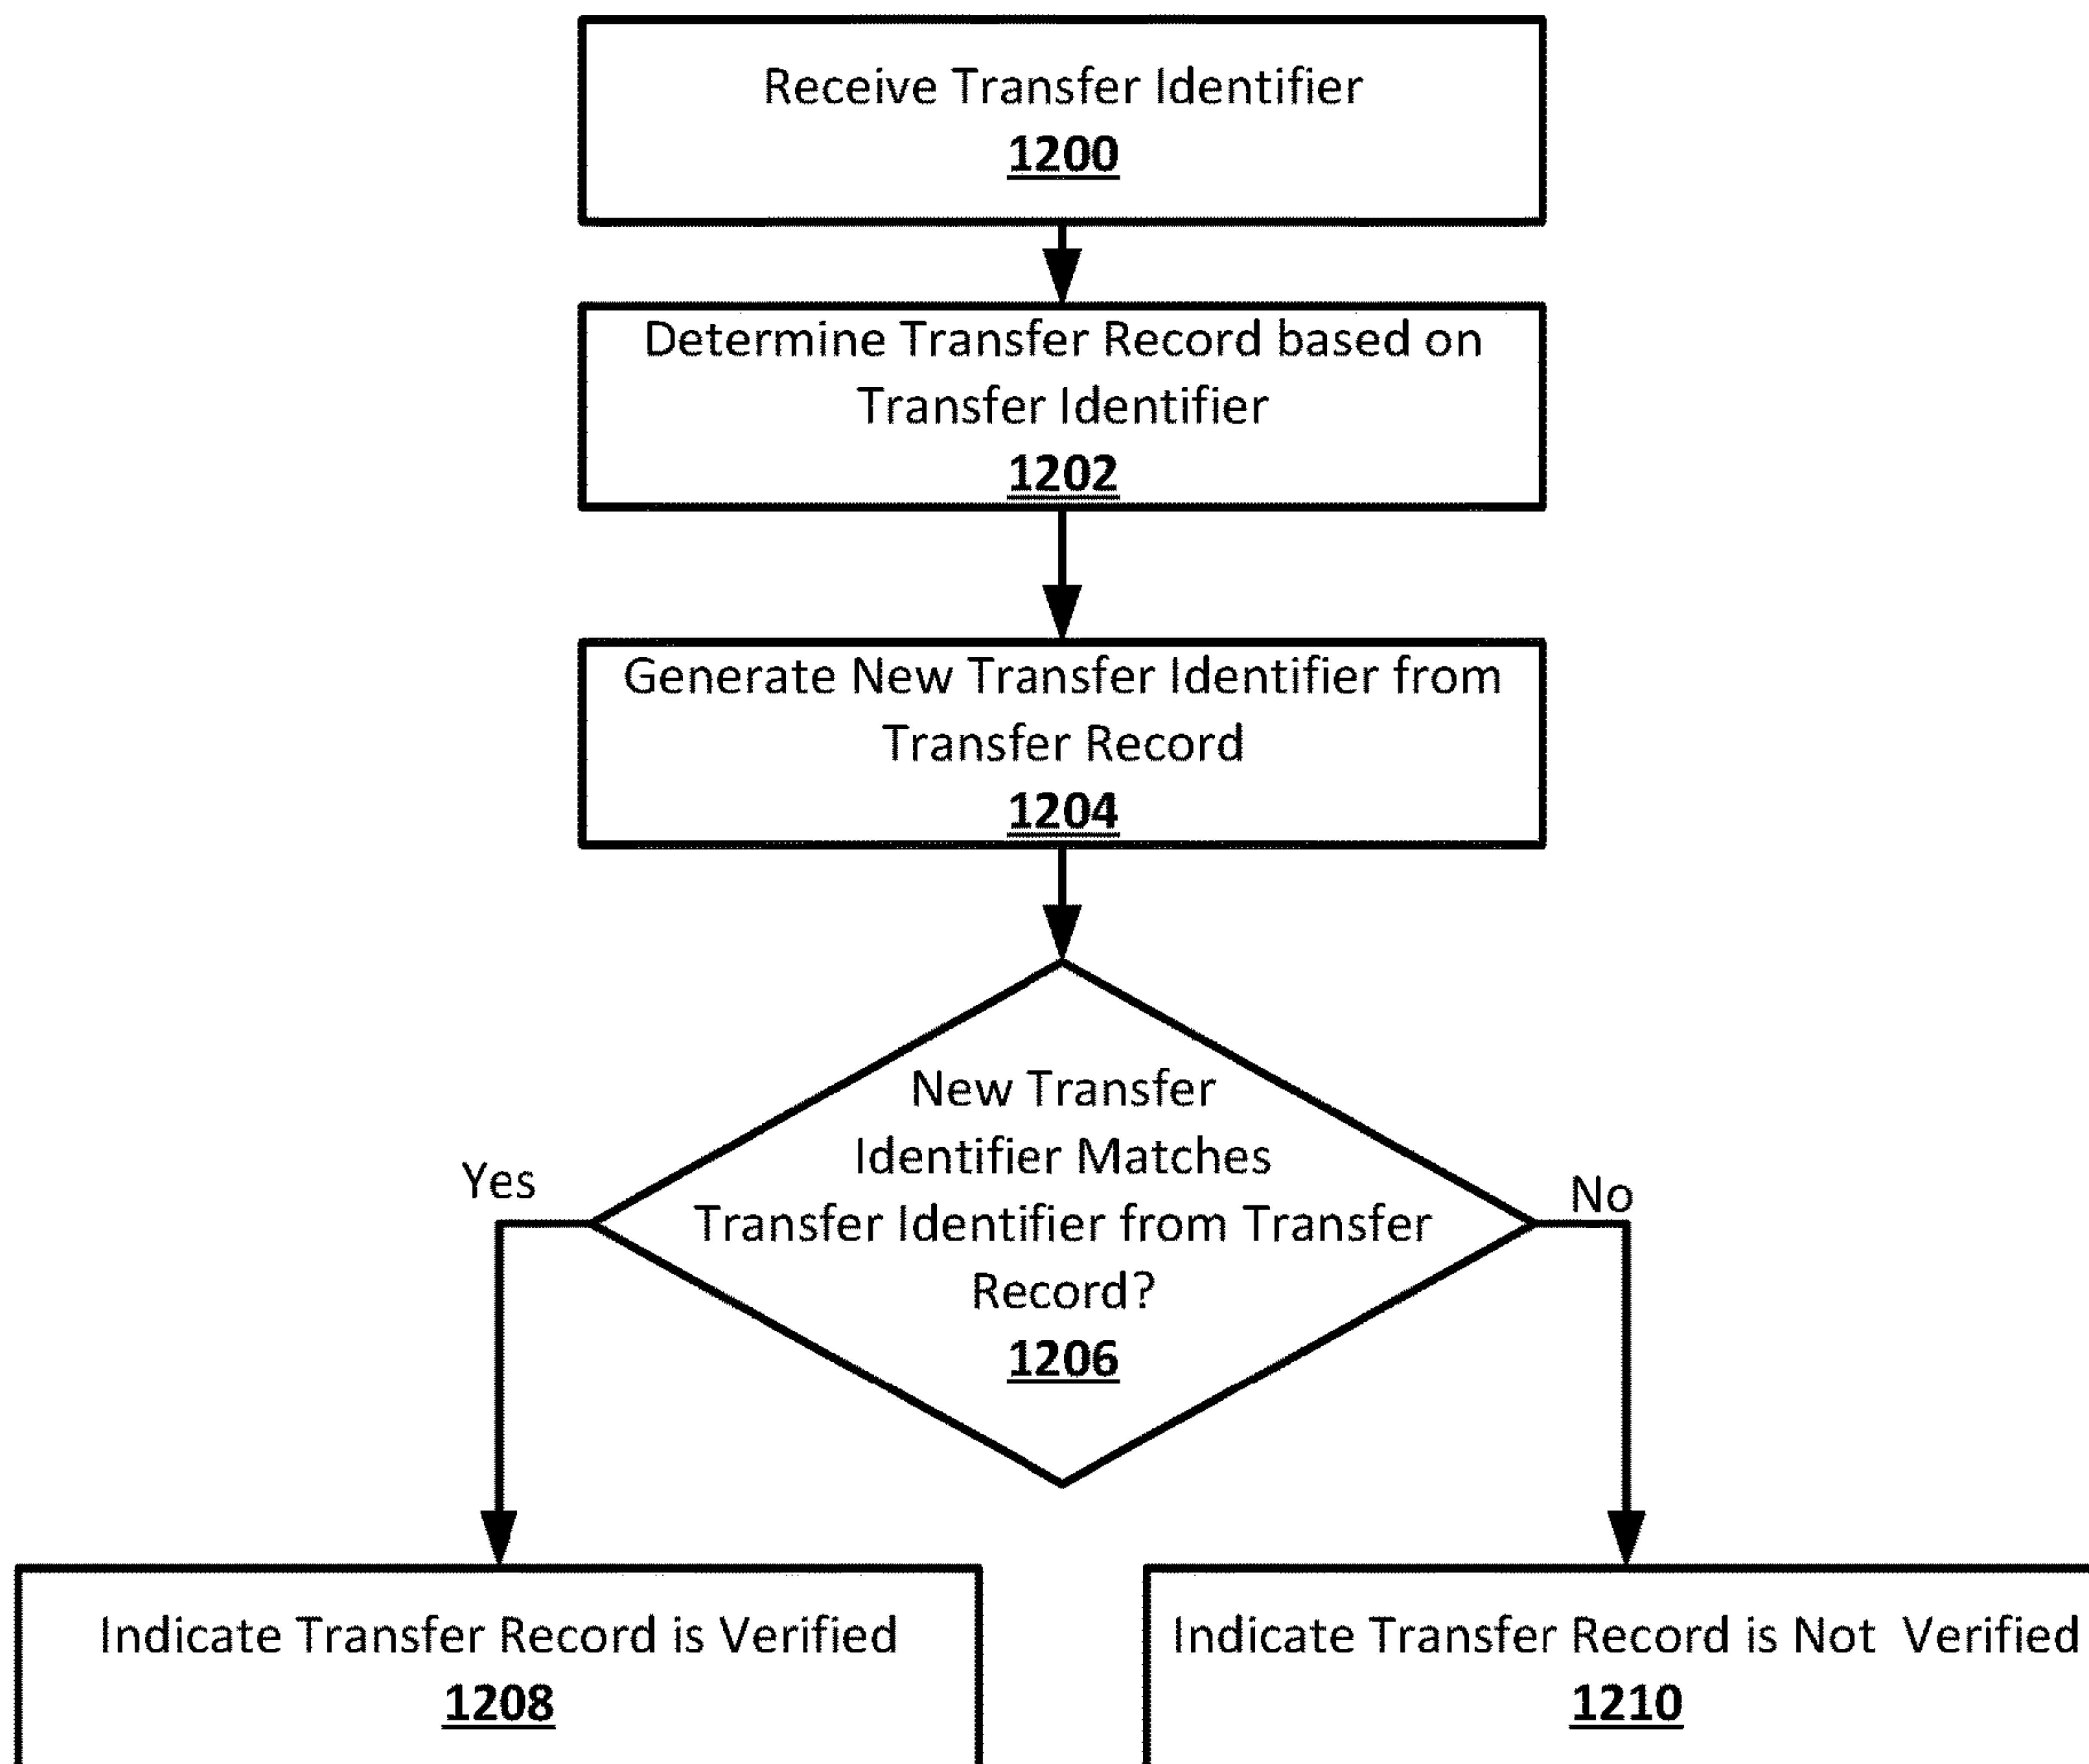 Receive Transfer Identifier
1200
Determine Transfer Record based on
Transfer Identifier
1202
Generate New Transfer Identifier from
Transfer Record
1204
New Transfer
Identifier Matches
Transfer Identifier from Transfer
Record?
1206
Yes
No
Indicate Transfer Record is Verified
1208
Indicate Transfer Record is Not Verified
1210